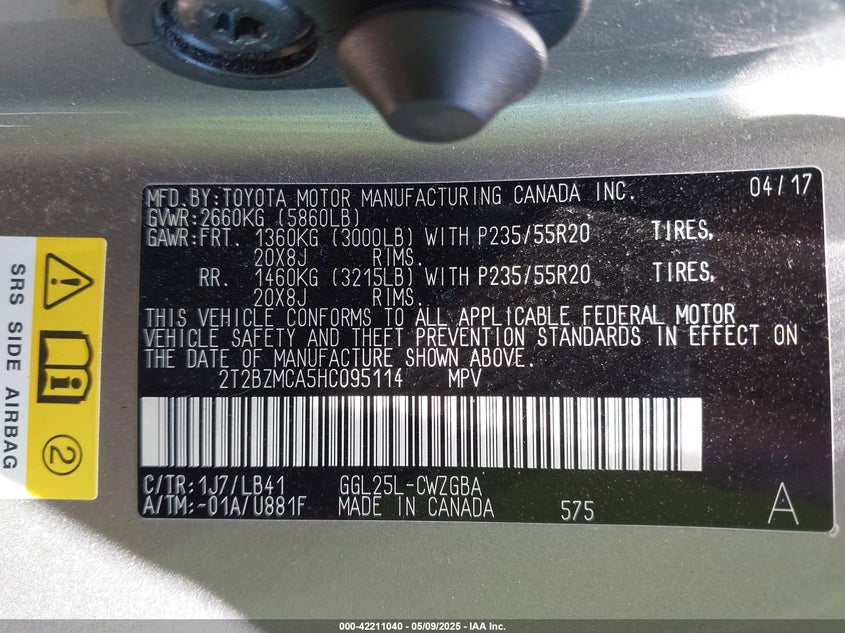 MFD. BY: TOYOTA MOTOR MANUFACTURING CANADA INC. 04/17
GVWR: 2660KG (5860LB)
GAWR: FRT. 1360KG (3000LB) WITH P235/55R20 TIRES,
20X8J RIMS.
RR. 1460KG (3215LB) WITH P235/55R20 TIRES,
20X8J RIMS.
THIS VEHICLE CONFORMS TO ALL APPLICABLE FEDERAL MOTOR
VEHICLE SAFETY AND THEFT PREVENTION STANDARDS IN EFFECT ON
THE DATE OF MANUFACTURE SHOWN ABOVE.
2T2BZMCA5HC095114 MPV
C/TR: 1J7/LB41 GGL25L-CWZGBA
A/TM: -01A/U881F MADE IN CANADA 575 A
SRS SIDE AIRBAG
2
000-42211040 - 05/09/2025 - IAA Inc.